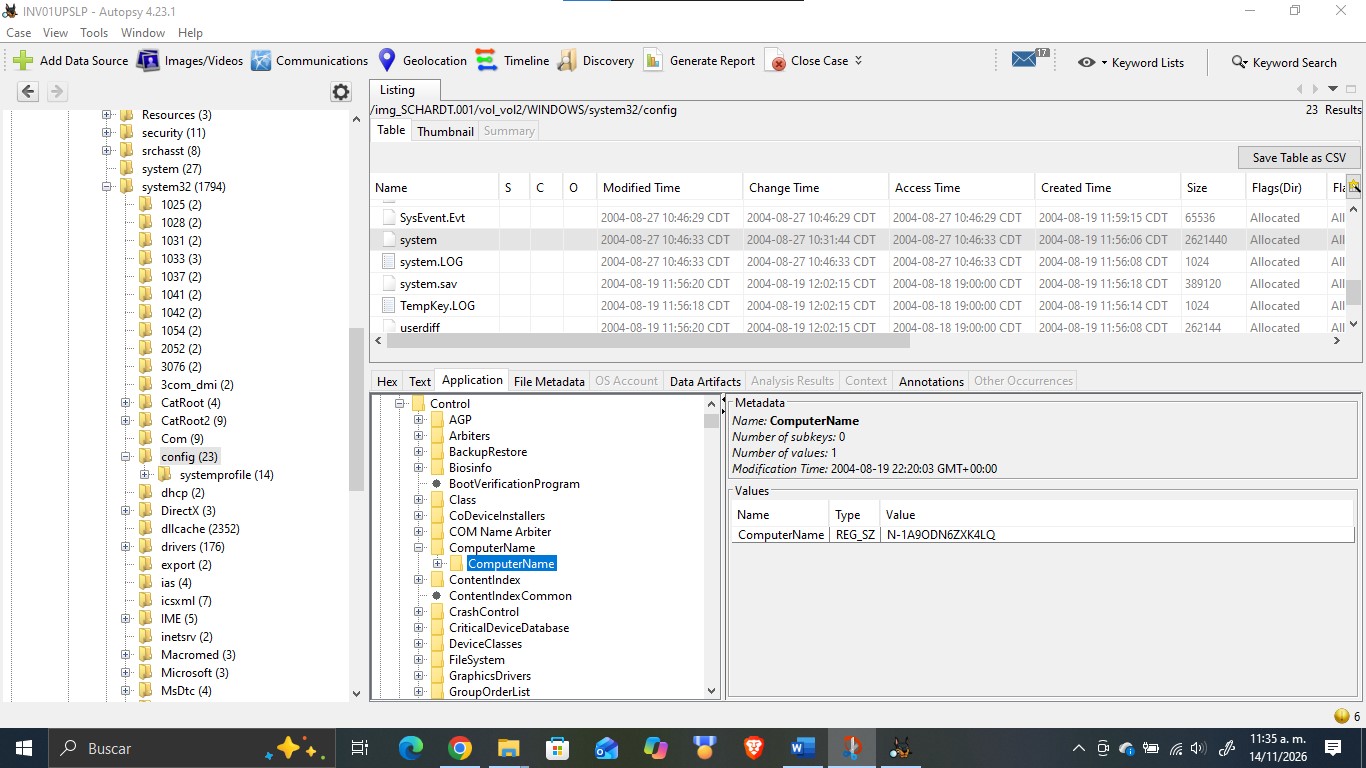 INV01UPSLP - Autopsy 4.23.1
Case View Tools Window Help
Add Data Source Images/Videos Communications Geolocation Timeline Discovery Generate Report Close Case 17 Keyword Lists Keyword Search
Listing
/img_SCHARDT.001/vol_vol2/WINDOWS/system32/config 23 Results
Table Thumbnail Summary
Save Table as CSV
Name S C O Modified Time Change Time Access Time Created Time Size Flags(Dir) Fla
SysEvent.Evt 2004-08-27 10:46:29 CDT 2004-08-27 10:46:29 CDT 2004-08-27 10:46:29 CDT 2004-08-19 11:59:15 CDT 65536 Allocated All
system 2004-08-27 10:46:33 CDT 2004-08-27 10:31:44 CDT 2004-08-27 10:46:33 CDT 2004-08-19 11:56:06 CDT 2621440 Allocated All
system.LOG 2004-08-27 10:46:33 CDT 2004-08-27 10:46:33 CDT 2004-08-27 10:46:33 CDT 2004-08-19 11:56:08 CDT 1024 Allocated All
system.sav 2004-08-19 11:56:20 CDT 2004-08-19 12:02:15 CDT 2004-08-18 19:00:00 CDT 2004-08-19 11:56:18 CDT 389120 Allocated All
TempKey.LOG 2004-08-19 11:56:18 CDT 2004-08-19 12:02:15 CDT 2004-08-18 19:00:00 CDT 2004-08-19 11:56:14 CDT 1024 Allocated All
userdiff 2004-08-19 11:56:20 CDT 2004-08-19 12:02:15 CDT 2004-08-18 19:00:00 CDT 2004-08-19 11:56:08 CDT 262144 Allocated All
Resources (3)
security (11)
srchasst (8)
system (27)
system32 (1794)
1025 (2)
1028 (2)
1031 (2)
1033 (3)
1037 (2)
1041 (2)
1042 (2)
1054 (2)
2052 (2)
3076 (2)
3com_dmi (2)
CatRoot (4)
CatRoot2 (9)
Com (9)
config (23)
systemprofile (14)
dhcp (2)
DirectX (3)
dllcache (2352)
drivers (176)
export (2)
ias (4)
icsxml (7)
IME (5)
inetsrv (2)
Macromed (3)
Microsoft (3)
MsDtc (4)
Hex Text Application File Metadata OS Account Data Artifacts Analysis Results Context Annotations Other Occurrences
Control
AGP
Arbiters
BackupRestore
Biosinfo
BootVerificationProgram
Class
CoDeviceInstallers
COM Name Arbiter
ComputerName
ComputerName
ContentIndex
ContentIndexCommon
CrashControl
CriticalDeviceDatabase
DeviceClasses
FileSystem
GraphicsDrivers
GroupOrderList
Metadata
Name: ComputerName
Number of subkeys: 0
Number of values: 1
Modification Time: 2004-08-19 22:20:03 GMT+00:00
Values
Name Type Value
ComputerName REG_SZ N-1A9ODN6ZXK4LQ
6
Buscar
11:35 a. m.
14/11/2026